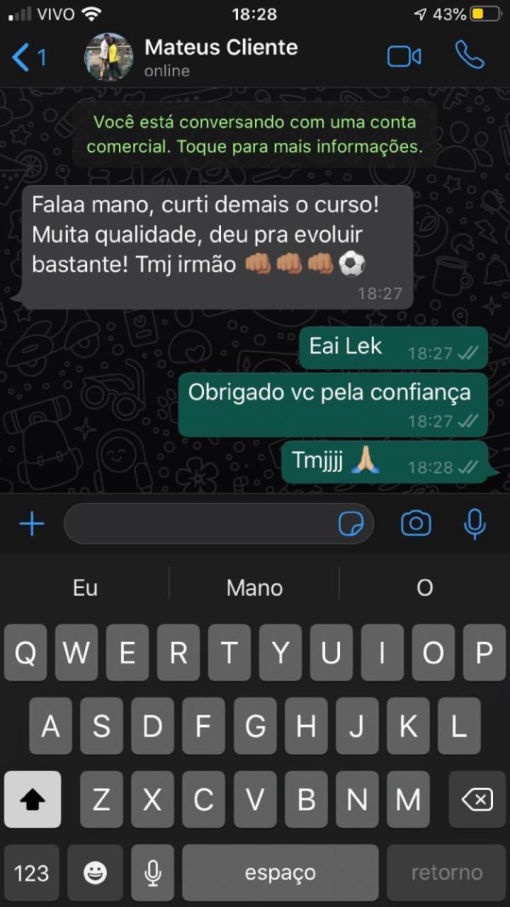 VIVO 18:28 43%
1 Mateus Cliente
online
Você está conversando com uma conta
comercial. Toque para mais informações.
Falaa mano, curti demais o curso!
Muita qualidade, deu pra evoluir
bastante! Tmj irmão 👊🏽👊🏽👊🏽⚽
18:27
Eai Lek 18:27
Obrigado vc pela confiança
18:27
Tmjjjj 🙏🏼 18:28
Eu Mano O
Q W E R T Y U I O P
A S D F G H J K L
Z X C V B N M
123 espaço retorno